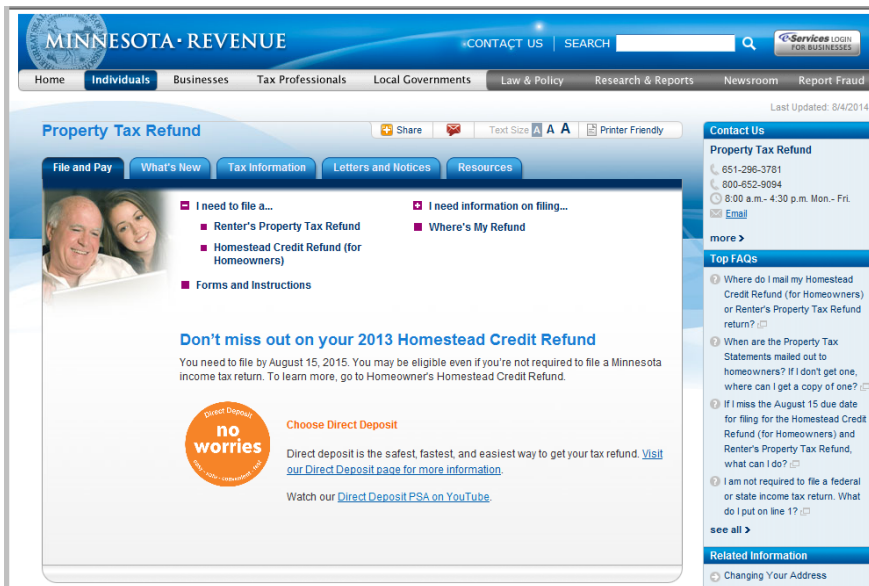 MINNESOTA • REVENUE
CONTACT US | SEARCH
e-Services LOGIN
FOR BUSINESSES
Home Individuals Businesses Tax Professionals Local Governments Law & Policy Research & Reports Newsroom Report Fraud
Last Updated: 8/4/2014
Property Tax Refund
Share Text Size A A A Printer Friendly
File and Pay What's New Tax Information Letters and Notices Resources
I need to file a...
Renter's Property Tax Refund
Homestead Credit Refund (for
Homeowners)
Forms and Instructions
I need information on filing...
Where's My Refund
Don't miss out on your 2013 Homestead Credit Refund
You need to file by August 15, 2015. You may be eligible even if you're not required to file a Minnesota
income tax return. To learn more, go to Homeowner's Homestead Credit Refund.
Direct Deposit
no
worries
safe • convenient • fast
Choose Direct Deposit
Direct deposit is the safest, fastest, and easiest way to get your tax refund. Visit
our Direct Deposit page for more information.
Watch our Direct Deposit PSA on YouTube.
Contact Us
Property Tax Refund
651-296-3781
800-652-9094
8:00 a.m.- 4:30 p.m. Mon.- Fri.
Email
more >
Top FAQs
Where do I mail my Homestead
Credit Refund (for Homeowners)
or Renter's Property Tax Refund
return?
When are the Property Tax
Statements mailed out to
homeowners? If I don't get one,
where can I get a copy of one?
If I miss the August 15 due date
for filing for the Homestead Credit
Refund (for Homeowners) and
Renter's Property Tax Refund,
what can I do?
I am not required to file a federal
or state income tax return. What
do I put on line 1?
see all >
Related Information
Changing Your Address